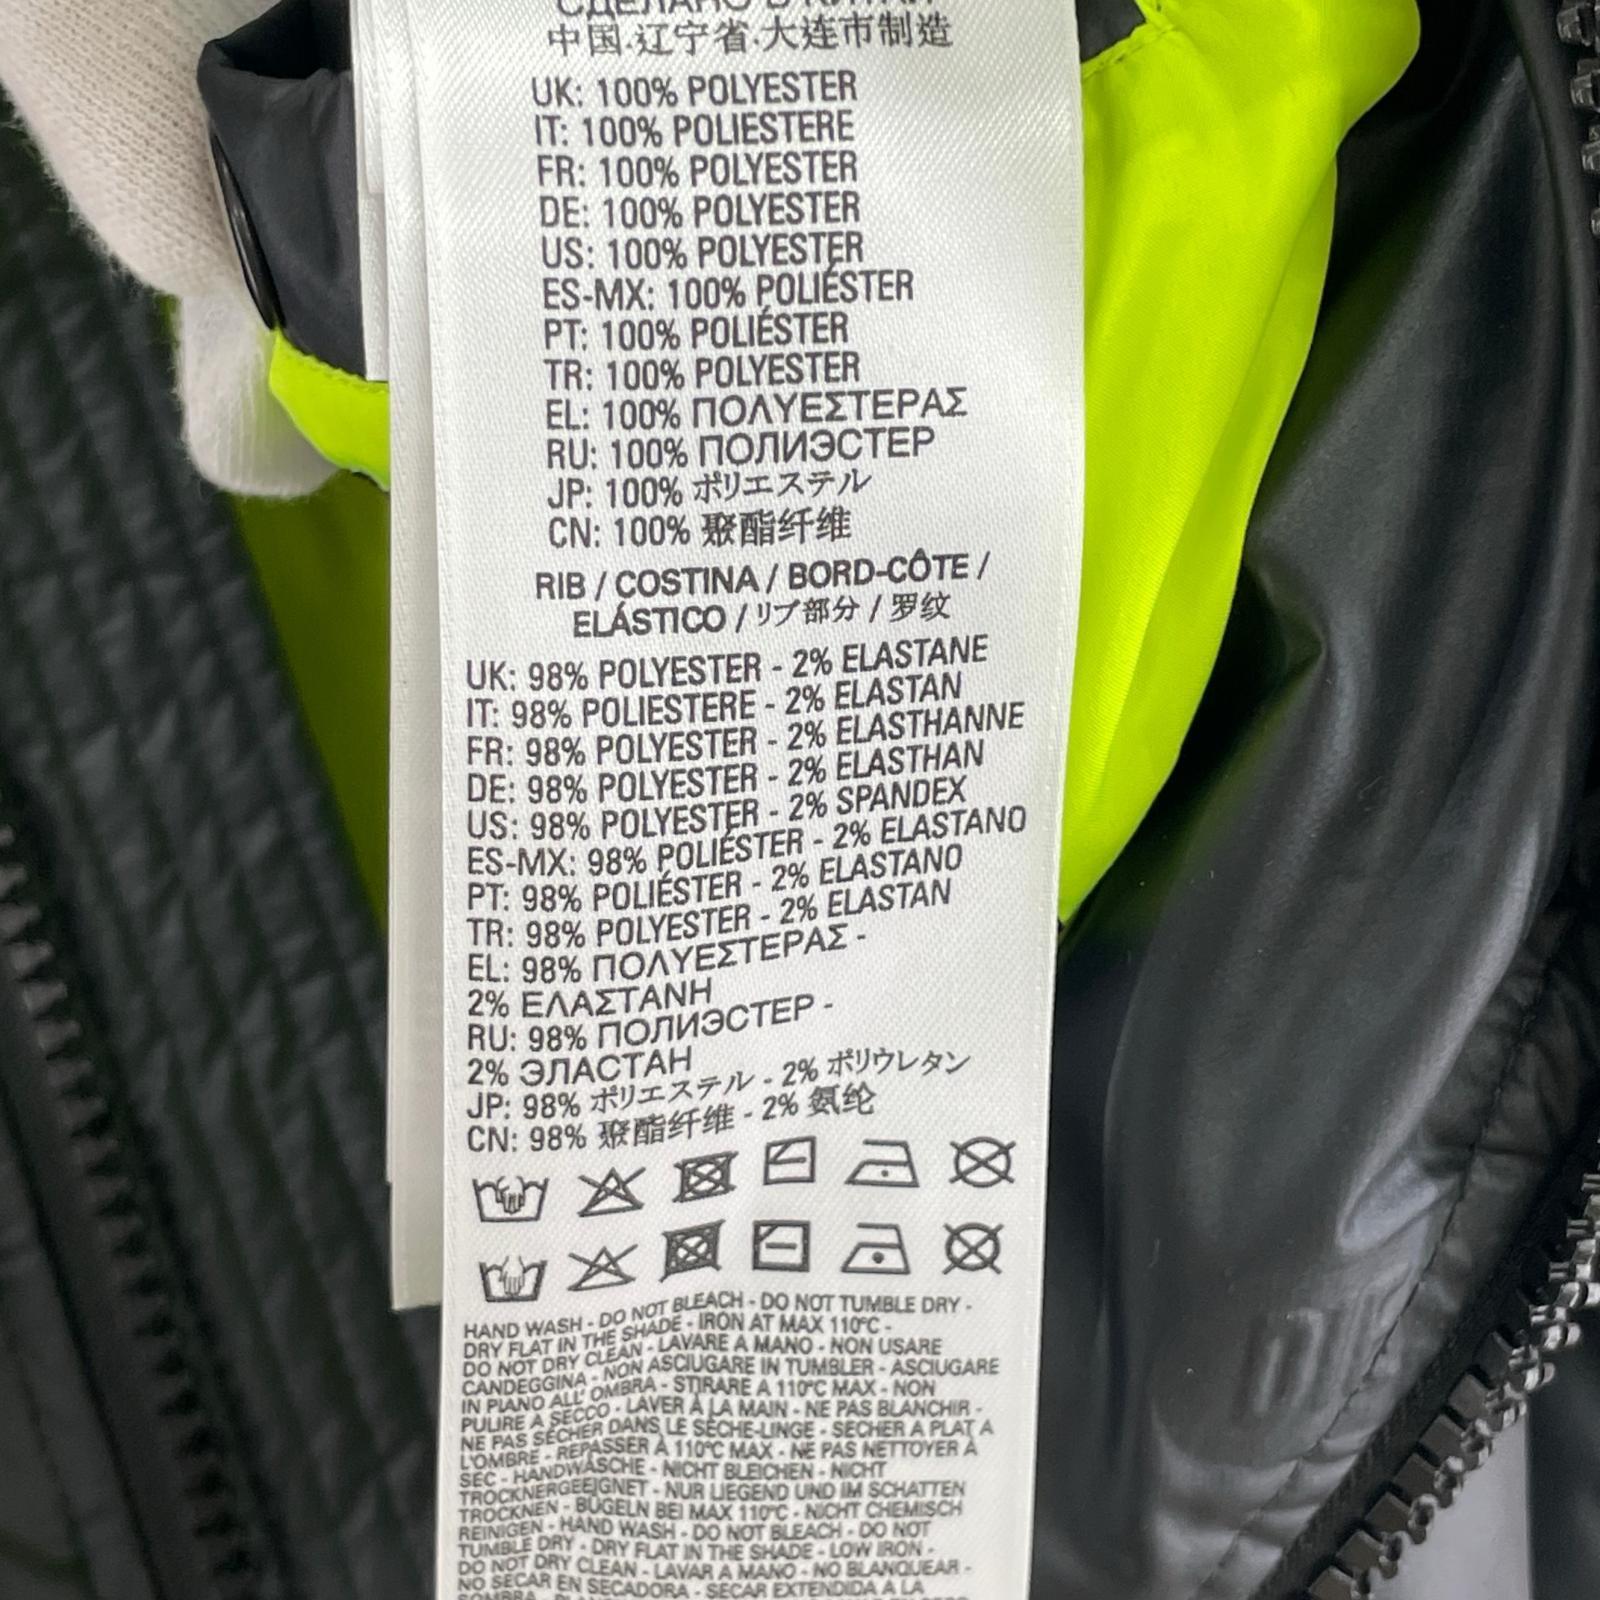 СДЕЛАНО В КИТАЙ
中国.辽宁省.大连市制造
UK: 100% POLYESTER
IT: 100% POLIESTERE
FR: 100% POLYESTER
DE: 100% POLYESTER
US: 100% POLYESTER
ES-MX: 100% POLIÉSTER
PT: 100% POLIÉSTER
TR: 100% POLYESTER
EL: 100% ΠΟΛΥΕΣΤΕΡΑΣ
RU: 100% ПОЛИЭСТЕР
JP: 100% ポリエステル
CN: 100% 聚酯纤维
RIB / COSTINA / BORD-CÔTE /
ELÁSTICO / リブ部分 / 罗纹
UK: 98% POLYESTER - 2% ELASTANE
IT: 98% POLIESTERE - 2% ELASTAN
FR: 98% POLYESTER - 2% ELASTHANNE
DE: 98% POLYESTER - 2% ELASTHAN
US: 98% POLYESTER - 2% SPANDEX
ES-MX: 98% POLIÉSTER - 2% ELASTANO
PT: 98% POLIÉSTER - 2% ELASTANO
TR: 98% POLYESTER - 2% ELASTAN
EL: 98% ΠΟΛΥΕΣΤΕΡΑΣ -
2% ΕΛΑΣΤΑΝΗ
RU: 98% ПОЛИЭСТЕР -
2% ЭЛАСТАН
JP: 98% ポリエステル - 2% ポリウレタン
CN: 98% 聚酯纤维 - 2% 氨纶
HAND WASH - DO NOT BLEACH - DO NOT TUMBLE DRY -
DRY FLAT IN THE SHADE - IRON AT MAX 110°C -
DO NOT DRY CLEAN - LAVARE A MANO - NON USARE
CANDEGGINA - NON ASCIUGARE IN TUMBLER - ASCIUGARE
IN PIANO ALL' OMBRA - STIRARE A 110°C MAX - NON
PULIRE A SECCO - LAVER À LA MAIN - NE PAS BLANCHIR -
NE PAS SÉCHER DANS LE SÈCHE-LINGE - SÉCHER A PLAT A
L'OMBRE - REPASSER À 110°C MAX - NE PAS NETTOYER À
SEC - HANDWÄSCHE - NICHT BLEICHEN - NICHT
TROCKNERGEEIGNET - NUR LIEGEND UND IM SCHATTEN
TROCKNEN - BÜGELN BEI MAX 110°C - NICHT CHEMISCH
REINIGEN - HAND WASH - DO NOT BLEACH - DO NOT
TUMBLE DRY - DRY FLAT IN THE SHADE - LOW IRON -
DO NOT DRY CLEAN - LAVAR A MANO - NO BLANQUEAR -
NO SECAR EN SECADORA - SECAR EXTENDIDA A LA
SOMBRA